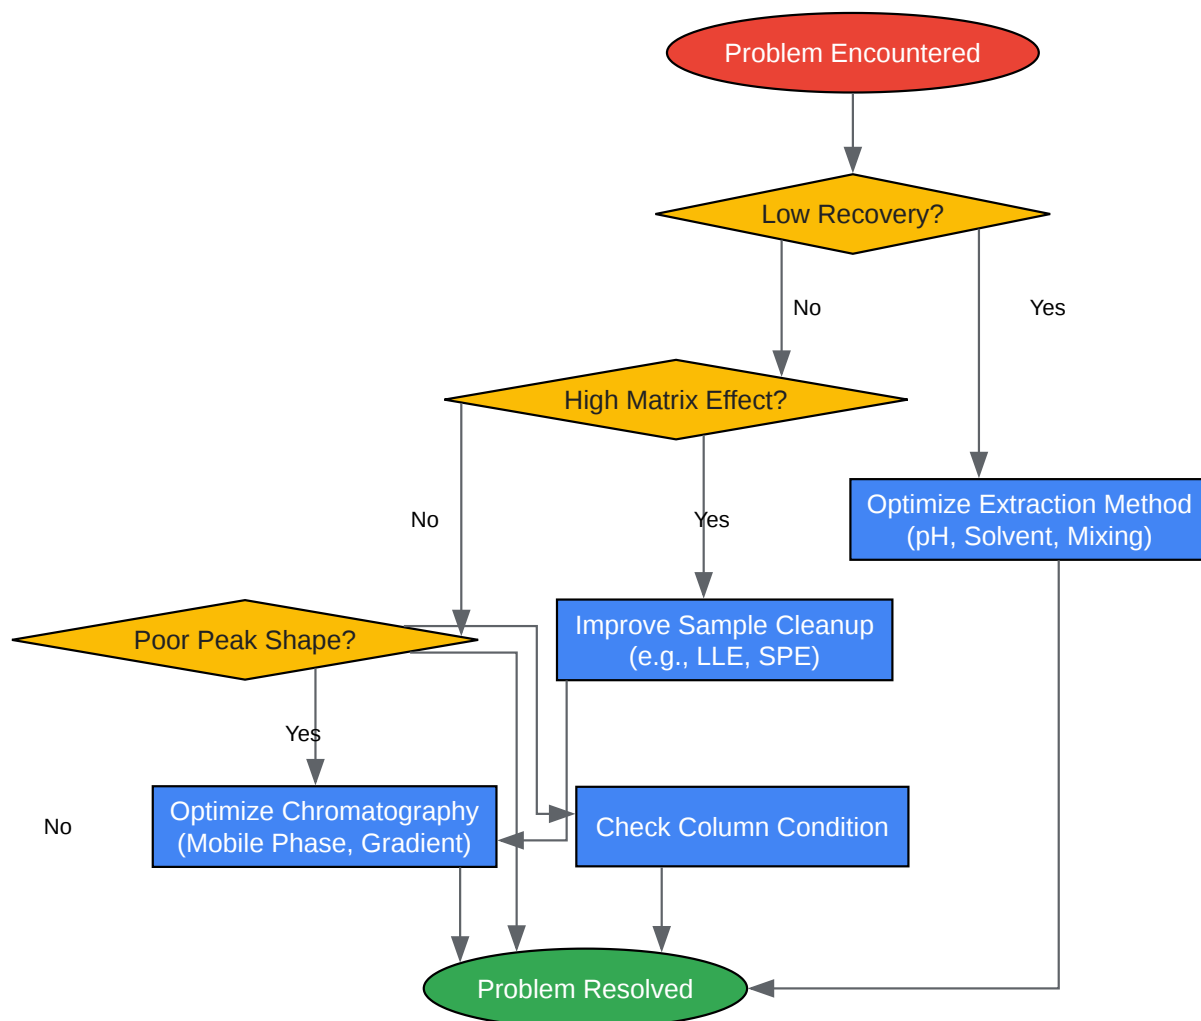 Problem Encountered
Low Recovery?
No
Yes
High Matrix Effect?
Optimize Extraction Method
(pH, Solvent, Mixing)
No
Yes
Poor Peak Shape?
Improve Sample Cleanup
(e.g., LLE, SPE)
Yes
No
Optimize Chromatography
(Mobile Phase, Gradient)
Check Column Condition
Problem Resolved